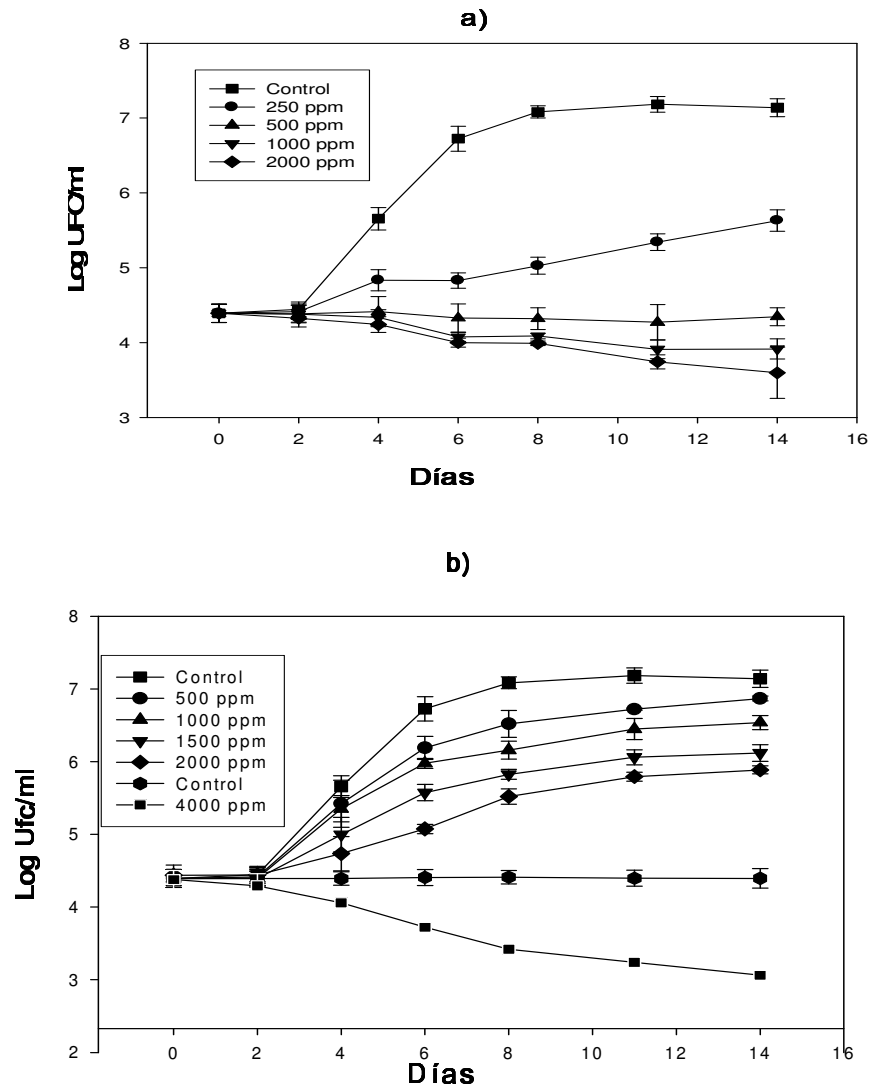 a)
8
7
6
5
4
3
Log UFC/ml
Control
250 ppm
500 ppm
1000 ppm
2000 ppm
0 2 4 6 8 10 12 14 16
Días
b)
8
7
6
5
4
3
2
Log Ufc/ml
Control
500 ppm
1000 ppm
1500 ppm
2000 ppm
Control
4000 ppm
0 2 4 6 8 10 12 14 16
Días